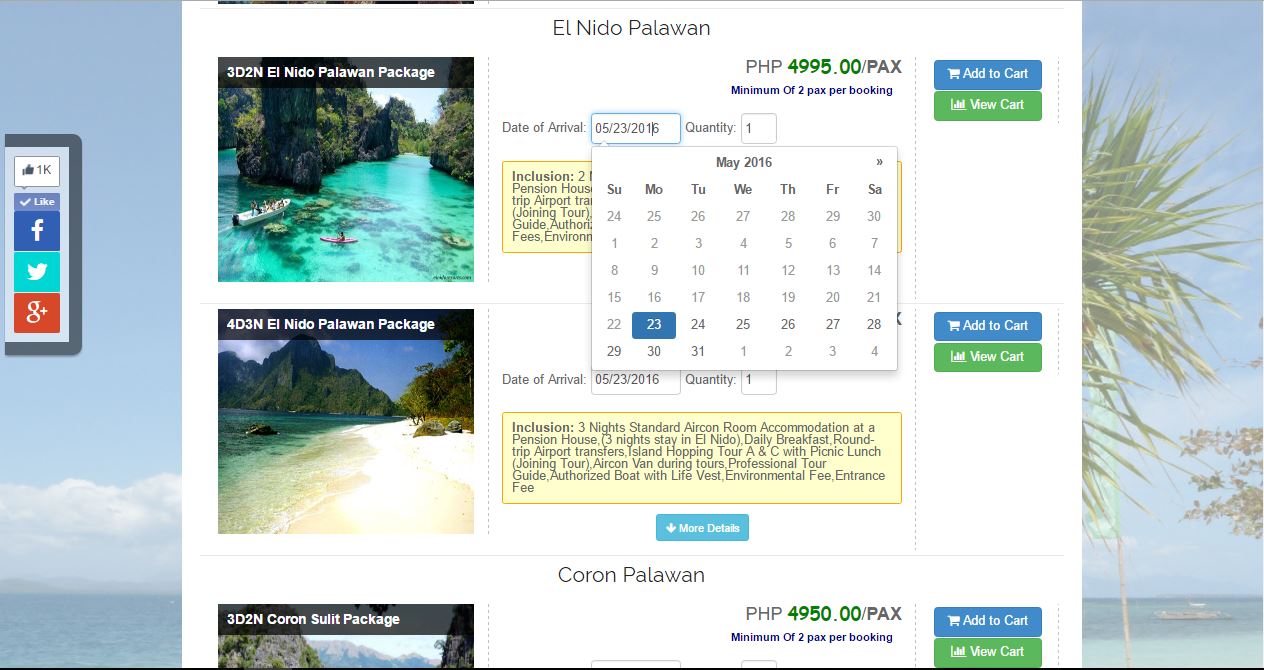 El Nido Palawan
3D2N El Nido Palawan Package
PHP 4995.00/PAX
Minimum Of 2 pax per booking
Add to Cart
View Cart
Date of Arrival: 05/23/2016 Quantity: 1
May 2016 »
Su Mo Tu We Th Fr Sa
24 25 26 27 28 29 30
1 2 3 4 5 6 7
8 9 10 11 12 13 14
15 16 17 18 19 20 21
22 23 24 25 26 27 28
29 30 31 1 2 3 4
Inclusion: 2
Pension House
trip Airport
(Joining Tour),
Guide,
Fees,
1K
Like
f
g+
4D3N El Nido Palawan Package
Add to Cart
View Cart
Date of Arrival: 05/23/2016 Quantity: 1
Inclusion: 3 Nights Standard Aircon Room Accommodation at a
Pension House,(3 nights stay in El Nido),Daily Breakfast,Round-
trip Airport transfers,Island Hopping Tour A & C with Picnic Lunch
(Joining Tour),Aircon Van during tours,Professional Tour
Guide,Authorized Boat with Life Vest,Environmental Fee,Entrance
Fee
More Details
Coron Palawan
3D2N Coron Sulit Package
PHP 4950.00/PAX
Minimum Of 2 pax per booking
Add to Cart
View Cart